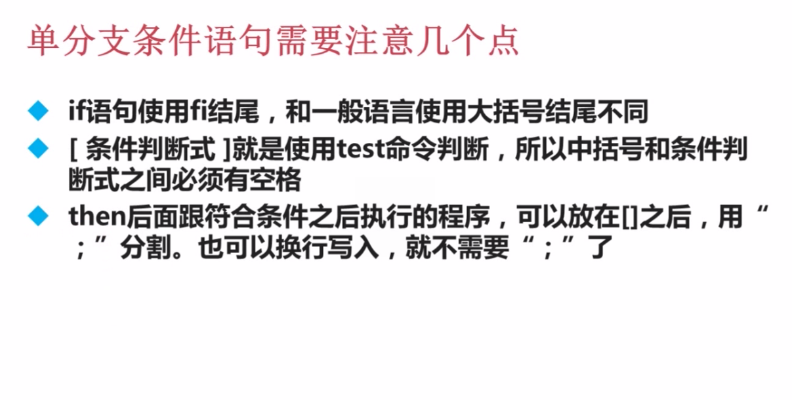 单分支条件语句需要注意几个点
if语句使用fi结尾，和一般语言使用大括号结尾不同
[ 条件判断式 ]就是使用test命令判断，所以中括号和条件判
断式之间必须有空格
then后面跟符合条件之后执行的程序，可以放在[]之后，用“
；”分割。也可以换行写入，就不需要“；”了